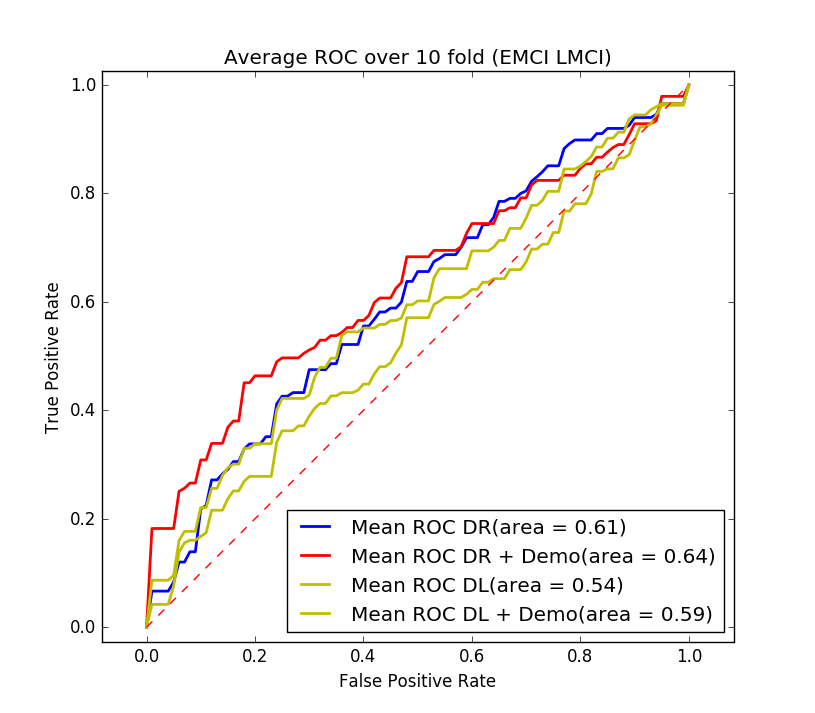 Average ROC over 10 fold (EMCI LMCI)
True Positive Rate
1.0
0.8
0.6
0.4
0.2
0.0
Mean ROC DR(area = 0.61)
Mean ROC DR + Demo(area = 0.64)
Mean ROC DL(area = 0.54)
Mean ROC DL + Demo(area = 0.59)
0.0 0.2 0.4 0.6 0.8 1.0
False Positive Rate